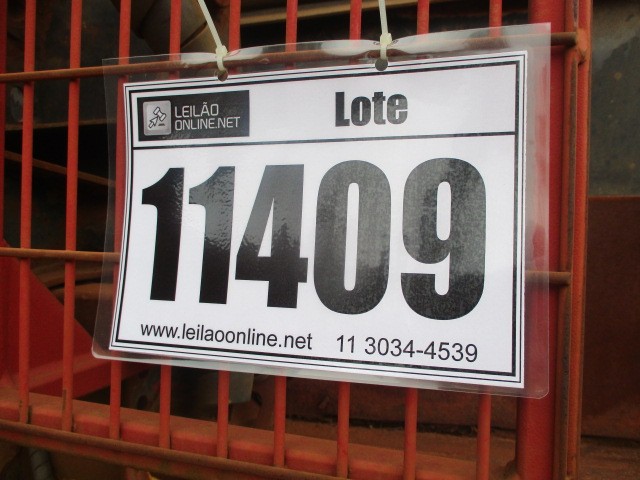 LEILÃO
ONLINE.NET
Lote
11409
www.leilaoonline.net 11 3034-4539